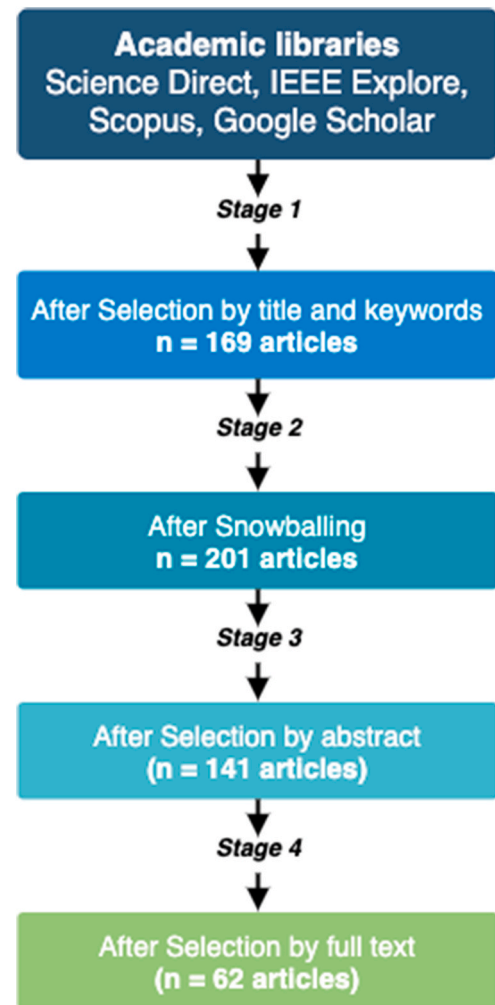 Academic libraries
Science Direct, IEEE Explore,
Scopus, Google Scholar
Stage 1
After Selection by title and keywords
n = 169 articles
Stage 2
After Snowballing
n = 201 articles
Stage 3
After Selection by abstract
(n = 141 articles)
Stage 4
After Selection by full text
(n = 62 articles)